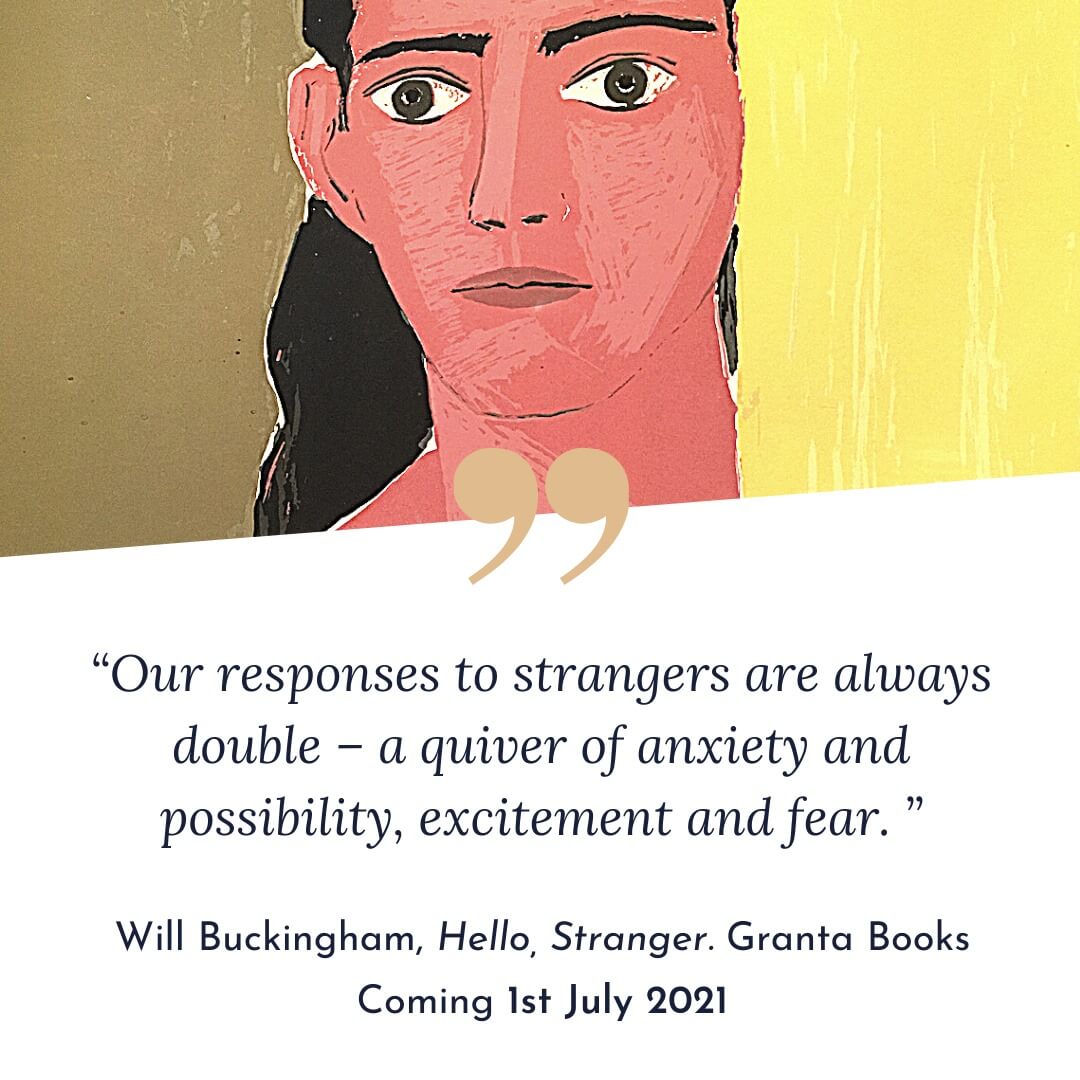 ”
“Our responses to strangers are always
double – a quiver of anxiety and
possibility, excitement and fear. ”
Will Buckingham, Hello, Stranger. Granta Books
Coming 1st July 2021